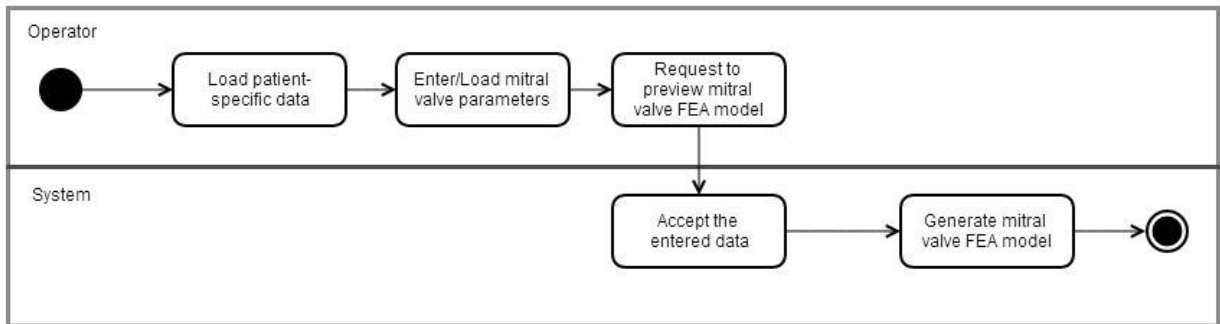 Operator
Load patient-
specific data
Enter/Load mitral
valve parameters
Request to
preview mitral
valve FEA model
System
Accept the
entered data
Generate mitral
valve FEA model